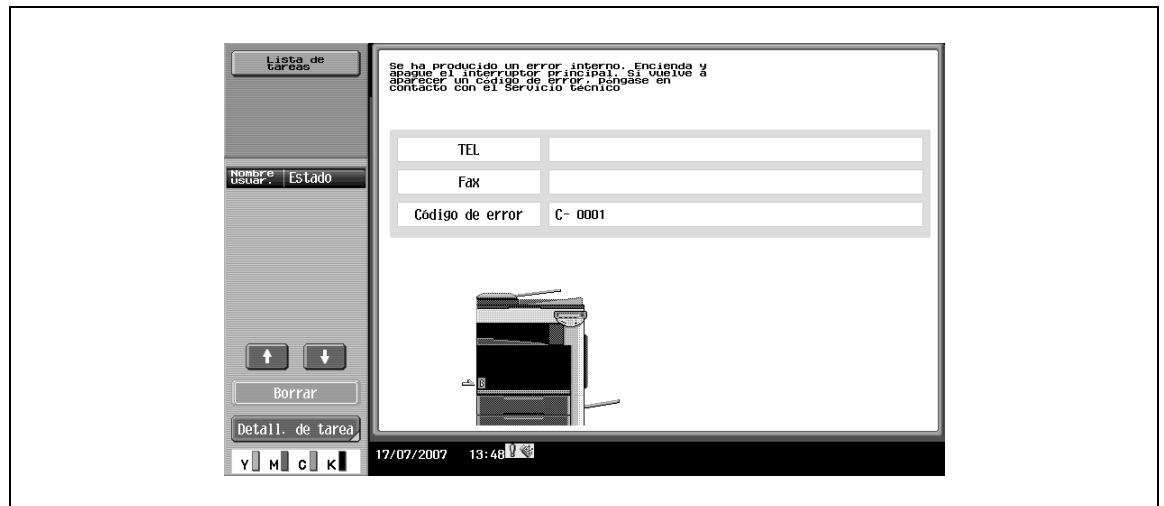 Lista de
tareas
Se ha producido un error interno. Encienda y
apague el interruptor principal. Si vuelve a
aparecer un código de error, póngase en
contacto con el Servicio técnico
TEL
Nombre
usuar.
Estado
Fax
Código de error
C- 0001
B
Borrar
Detall. de tarea
Y M C K
17/07/2007 13:48